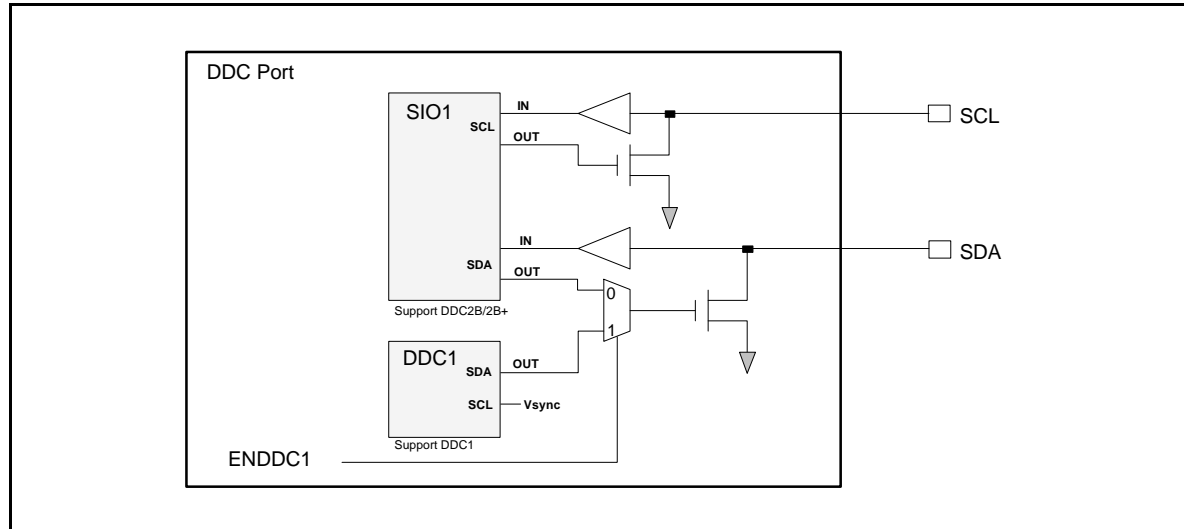 DDC Port
SIO1
SCL
IN
OUT
SCL
SDA
IN
OUT
SDA
0
1
Support DDC2B/2B+
DDC1
SDA
OUT
SCL
Vsync
Support DDC1
ENDDC1